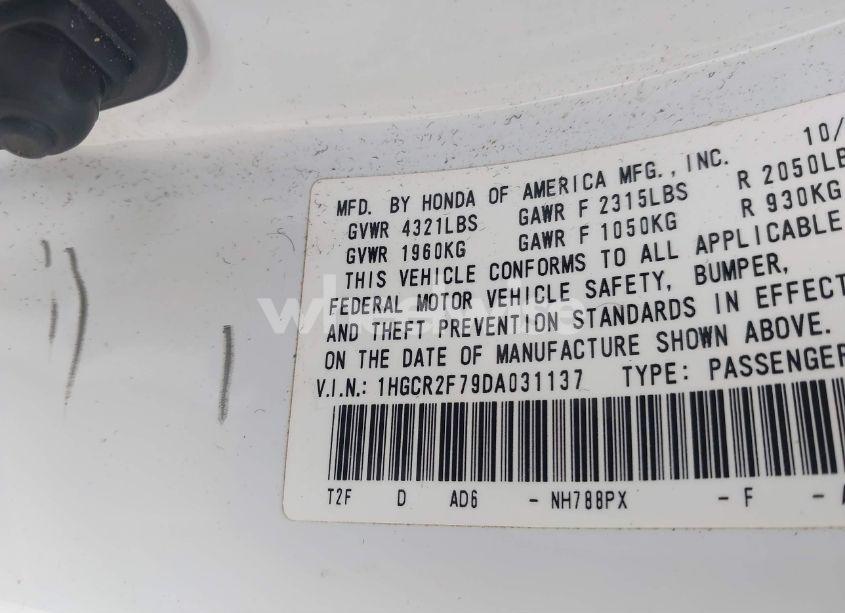 10/
MFD. BY HONDA OF AMERICA MFG., INC.
GVWR 4321LBS GAWR F 2315LBS R 2050LB
GVWR 1960KG GAWR F 1050KG R 930KG
THIS VEHICLE CONFORMS TO ALL APPLICABLE
FEDERAL MOTOR VEHICLE SAFETY, BUMPER,
AND THEFT PREVENTION STANDARDS IN EFFECT
ON THE DATE OF MANUFACTURE SHOWN ABOVE.
V.I.N.: 1HGCR2F79DA031137 TYPE: PASSENGER
T2F D AD6 - NH788PX - F - A
wheelwise